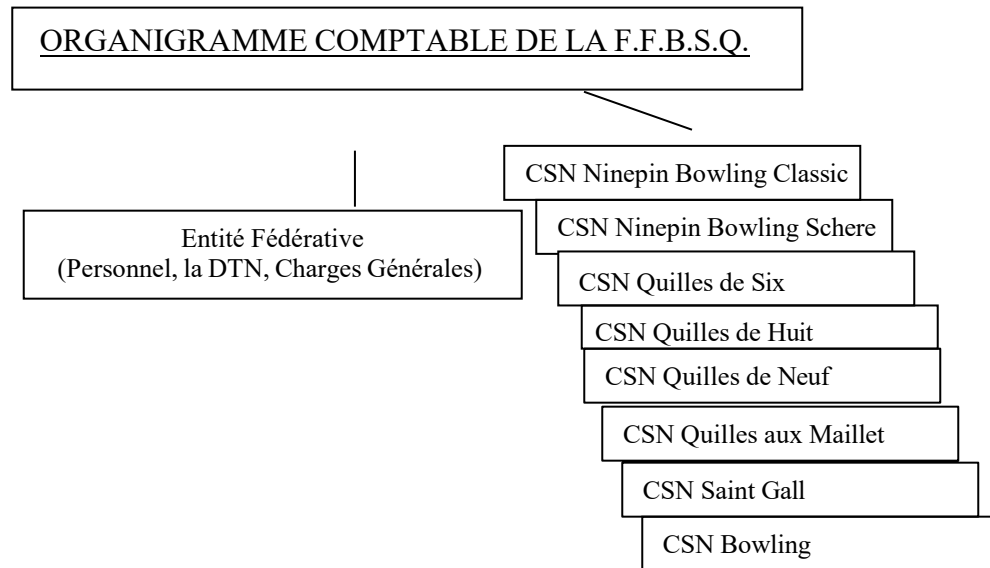 ORGANIGRAMME COMPTABLE DE LA F.F.B.S.Q.
Entité Fédérative
(Personnel, la DTN, Charges Générales)
CSN Ninepin Bowling Classic
CSN Ninepin Bowling Schere
CSN Quilles de Six
CSN Quilles de Huit
CSN Quilles de Neuf
CSN Quilles aux Maillet
CSN Saint Gall
CSN Bowling